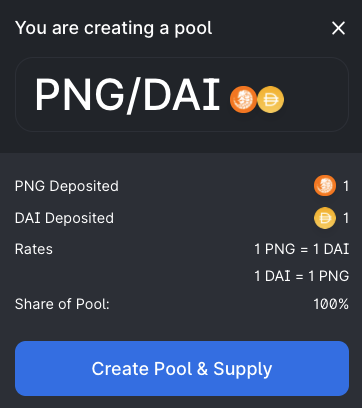 You are creating a pool
PNG/DAI
PNG Deposited 1
DAI Deposited 1
Rates 1 PNG = 1 DAI
1 DAI = 1 PNG
Share of Pool: 100%
Create Pool & Supply